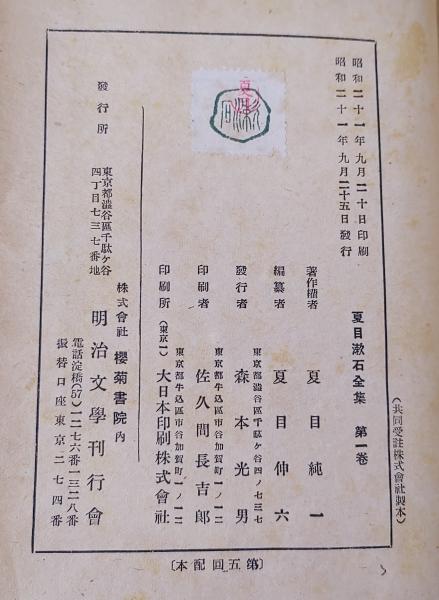 昭和二十一年九月二十日印刷
昭和二十一年九月二十五日發行
夏目漱石全集 第一卷
(共同受註株式會社製本)
著作權者 夏目純一
編纂者 夏目伸六
東京都澁谷區千駄ケ谷四ノ七三七
發行者 森本光男
東京都牛込區市谷加賀町一ノ一二
印刷者 佐久間長吉郎
東京都牛込區市谷加賀町一ノ一二
印刷所(東京1) 大日本印刷株式會社
發行所
東京都澁谷區千駄ケ谷
四丁目七三七番地
株式會社 櫻菊書院内
明治文學刊行會
電話淀橋(57)一二七六番一三二八番
振替口座東京二七四番
〔第五回配本〕